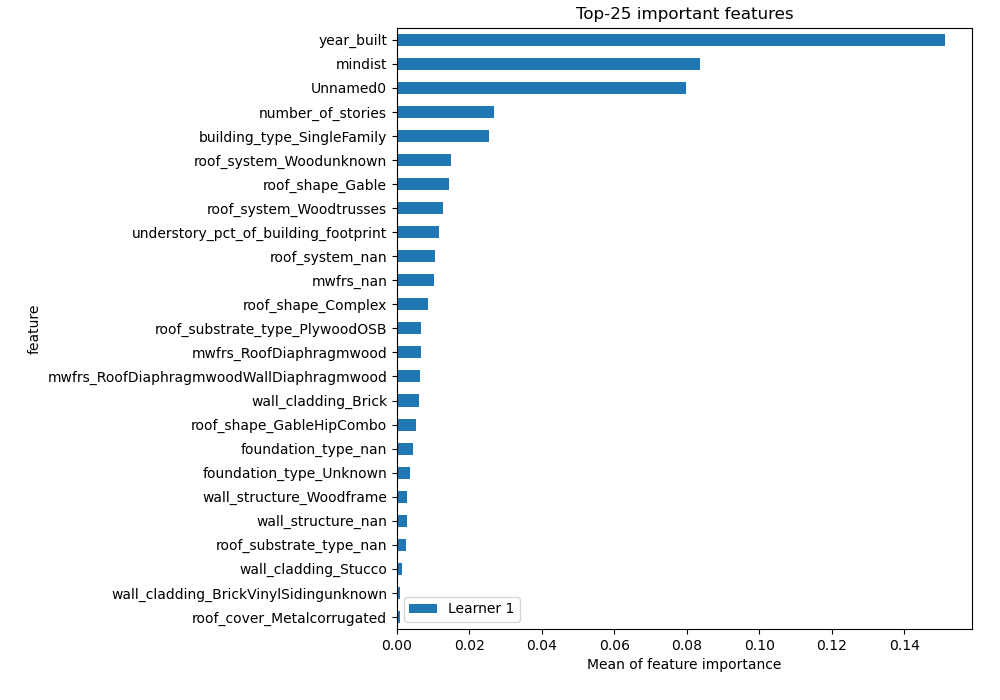 Top-25 important features
year_built
mindist
Unnamed0
number_of_stories
building_type_SingleFamily
roof_system_Woodunknown
roof_shape_Gable
roof_system_Woodtrusses
understory_pct_of_building_footprint
roof_system_nan
mwfrs_nan
roof_shape_Complex
roof_substrate_type_PlywoodOSB
mwfrs_RoofDiaphragmwood
mwfrs_RoofDiaphragmwoodWallDiaphragmwood
wall_cladding_Brick
roof_shape_GableHipCombo
foundation_type_nan
foundation_type_Unknown
wall_structure_Woodframe
wall_structure_nan
roof_substrate_type_nan
wall_cladding_Stucco
wall_cladding_BrickVinylSidingunknown
roof_cover_Metalcorrugated
feature
Learner 1
0.00 0.02 0.04 0.06 0.08 0.10 0.12 0.14
Mean of feature importance